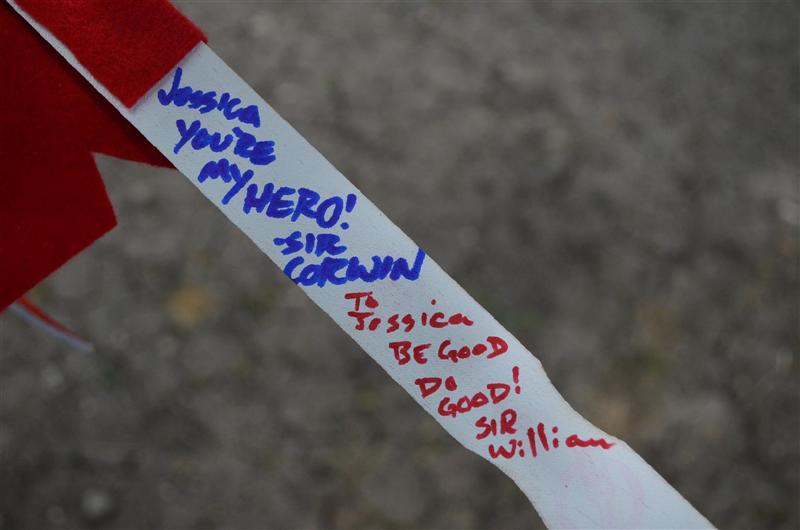 Jessica
YOU'RE
MY HERO!
-SIR
CORWIN
To
Jessica
BE GOOD
DO
GOOD!
SIR
William